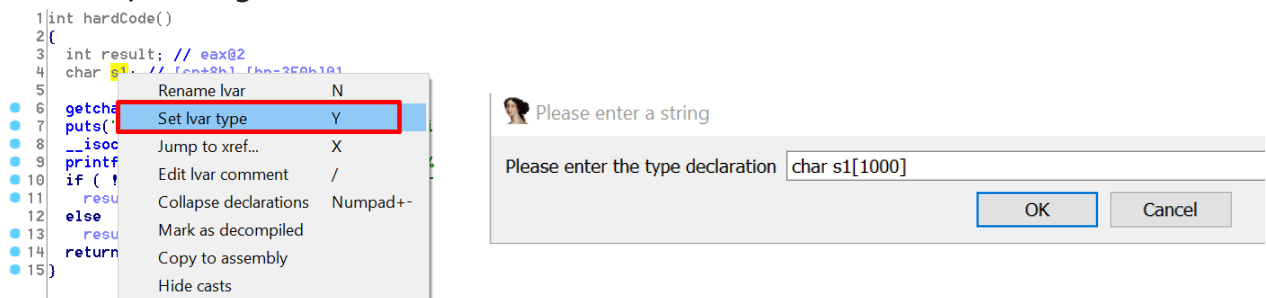 1 int hardCode()
2 {
3 int result; // eax@2
4 char s1; // [sp+8h] [bp-3F0h]@1
5
6 getcha
7 puts('
8 __isoc
9 printf
10 if ( !
11 resu
12 else
13 resu
14 return
15 }
Rename lvar N
Set lvar type Y
Jump to xref... X
Edit lvar comment /
Collapse declarations Numpad+-
Mark as decompiled
Copy to assembly
Hide casts
Please enter a string
Please enter the type declaration char s1[1000]
OK Cancel